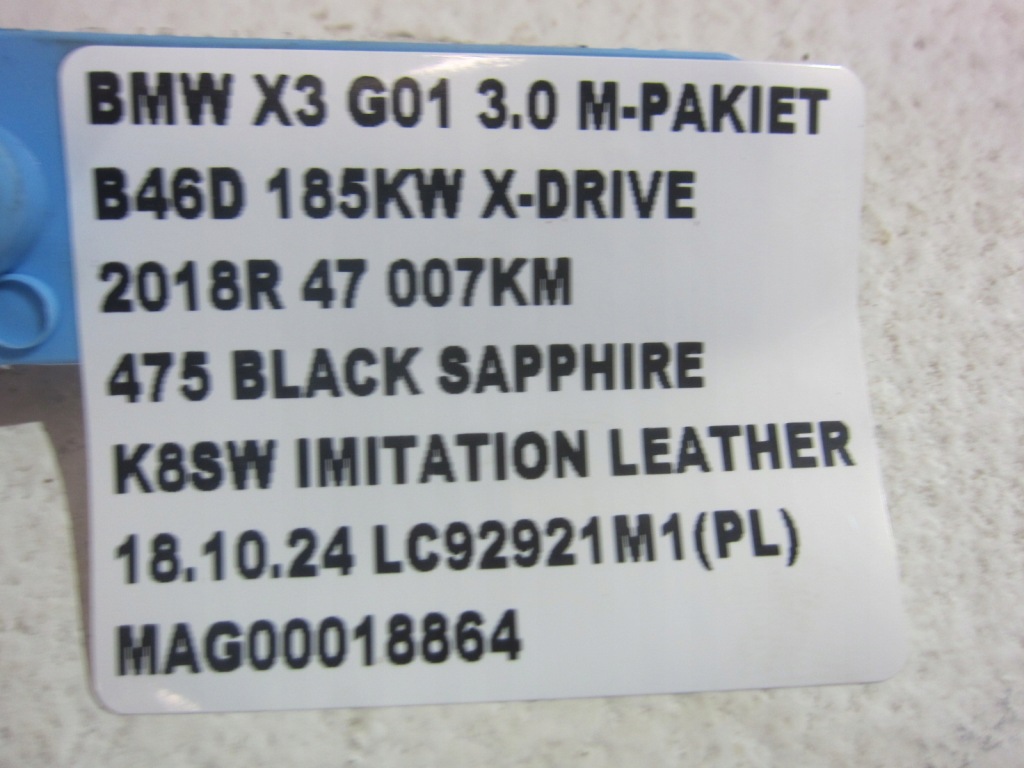 BMW X3 G01 3.0 M-PAKIET
B46D 185KW X-DRIVE
2018R 47 007KM
475 BLACK SAPPHIRE
K8SW IMITATION LEATHER
18.10.24 LC92921M1(PL)
MAG00018864